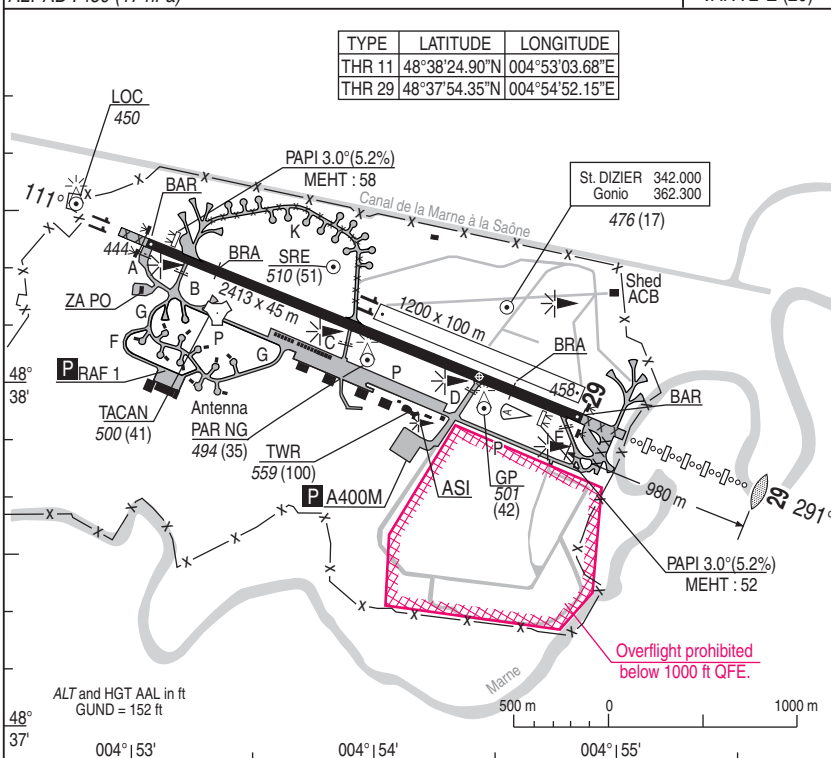 TYPE LATITUDE LONGITUDE
THR 11 48°38'24.90"N 004°53'03.68"E
THR 29 48°37'54.35"N 004°54'52.15"E
LOC
450
PAPI 3.0°(5.2%)
MEHT : 58
St. DIZIER 342.000
Gonio 362.300
476 (17)
111°
BAR
11
Canal de la Marne à la Saône
K
444
A
BRA
SRE
510 (51)
Shed
ACB
B
ZA PO
2413 x 45 m
11
1200 x 100 m
G
F
P
C
BRA
G
P
458
29
48°
38'
P RAF 1
D
A
BAR
TACAN
500 (41)
Antenna
PAR NG
494 (35)
E
P
TWR
559 (100)
GP
501
(42)
P A400M
ASI
980 m
29
291°
PAPI 3.0°(5.2%)
MEHT : 52
Overflight prohibited
below 1000 ft QFE.
Marne
ALT and HGT AAL in ft
GUND = 152 ft
500 m 0 1000 m
48°
37'
004° 53' 004° 54' 004° 55'